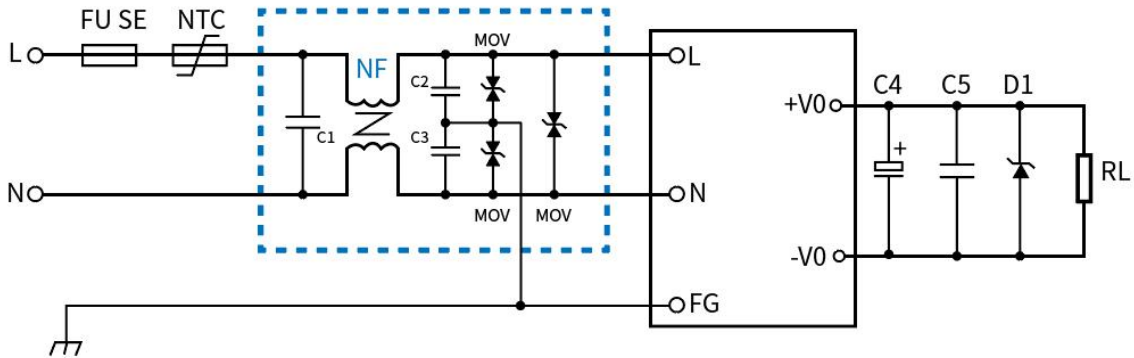 FU SE NTC
L
NF
MOV
C2
C1
C3
N
MOV MOV
L
N
FG
+V0
-V0
C4 C5 D1
+
RL